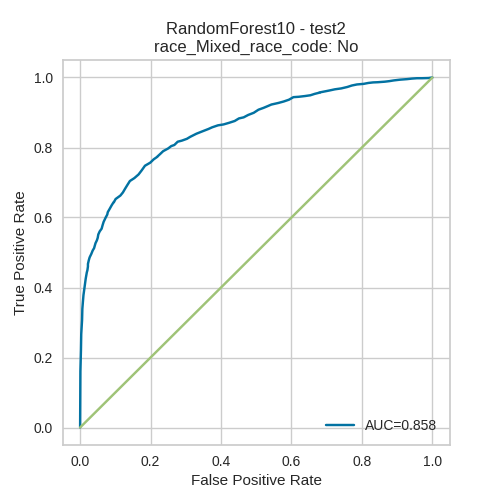 RandomForest10 - test2
race_Mixed_race_code: No
True Positive Rate
1.0
0.8
0.6
0.4
0.2
0.0
AUC=0.858
0.0 0.2 0.4 0.6 0.8 1.0
False Positive Rate